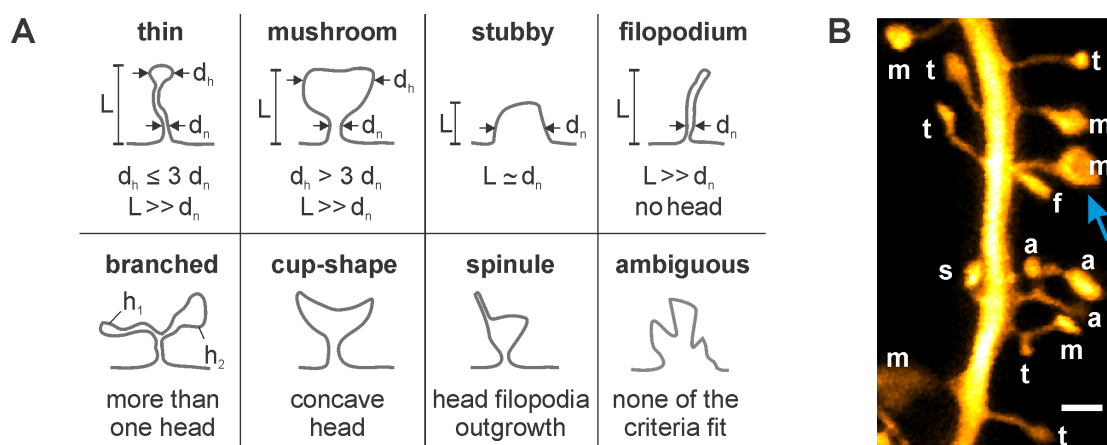 A
thin
mushroom
stubby
filopodium
L
dh
dn
L
dh
dn
L
dn
L
dn
dh ≤ 3 dn
L >> dn
dh > 3 dn
L >> dn
L ≃ dn
L >> dn
no head
branched
cup-shape
spinule
ambiguous
h1
h2
more than
one head
concave
head
head filopodia
outgrowth
none of the
criteria fit
B
m
t
t
t
m
m
f
s
a
a
a
m
t
m
t